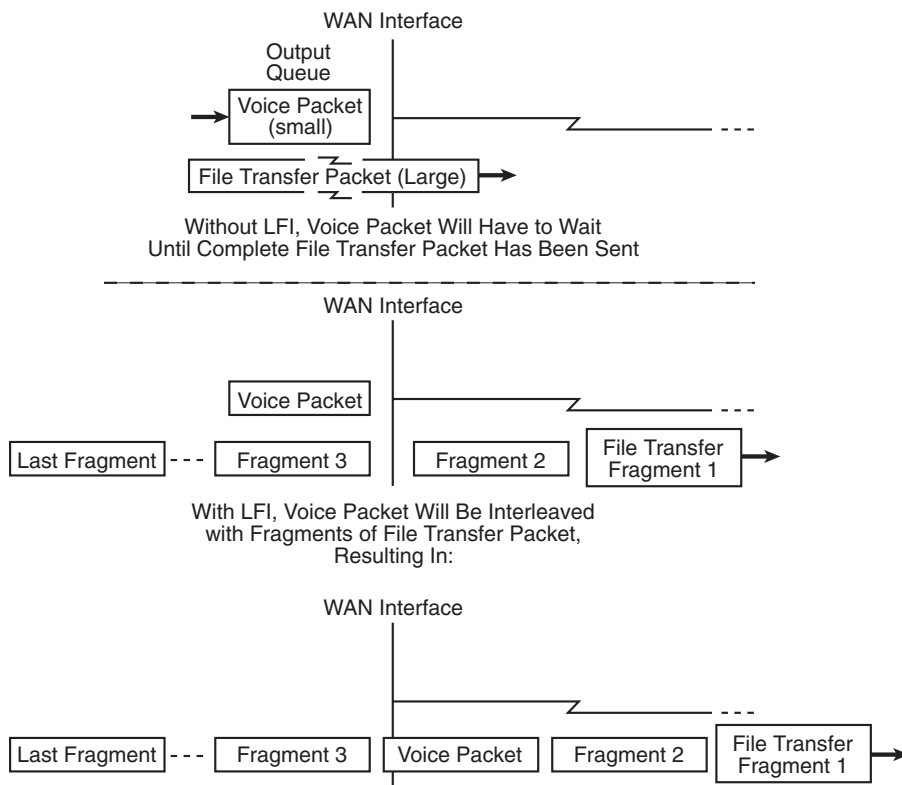 WAN Interface
Output
Queue
Voice Packet
(small)
File Transfer Packet (Large)
Without LFI, Voice Packet Will Have to Wait
Until Complete File Transfer Packet Has Been Sent
WAN Interface
Voice Packet
Last Fragment
Fragment 3
Fragment 2
File Transfer
Fragment 1
With LFI, Voice Packet Will Be Interleaved
with Fragments of File Transfer Packet,
Resulting In:
WAN Interface
Last Fragment
Fragment 3
Voice Packet
Fragment 2
File Transfer
Fragment 1